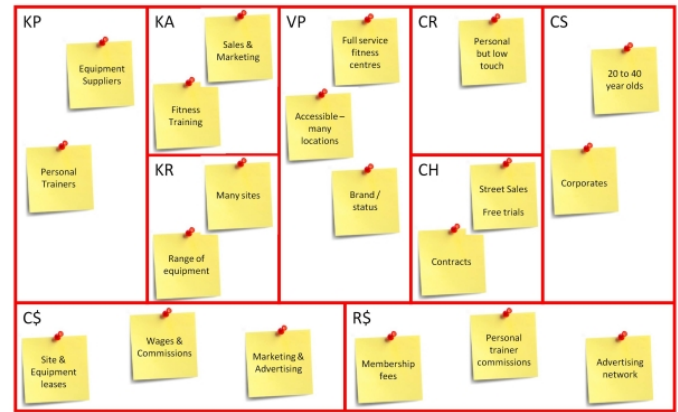 KP
Equipment
Suppliers
Personal
Trainers
KA
Sales &
Marketing
Fitness
Training
KR
Many sites
Range of
equipment
VP
Full service
fitness
centres
Accessible –
many
locations
Brand /
status
CR
Personal
but low
touch
CH
Street Sales
Free trials
Contracts
CS
20 to 40
year olds
Corporates
C$
Site &
Equipment
leases
Wages &
Commissions
Marketing &
Advertising
R$
Membership
fees
Personal
trainer
commissions
Advertising
network